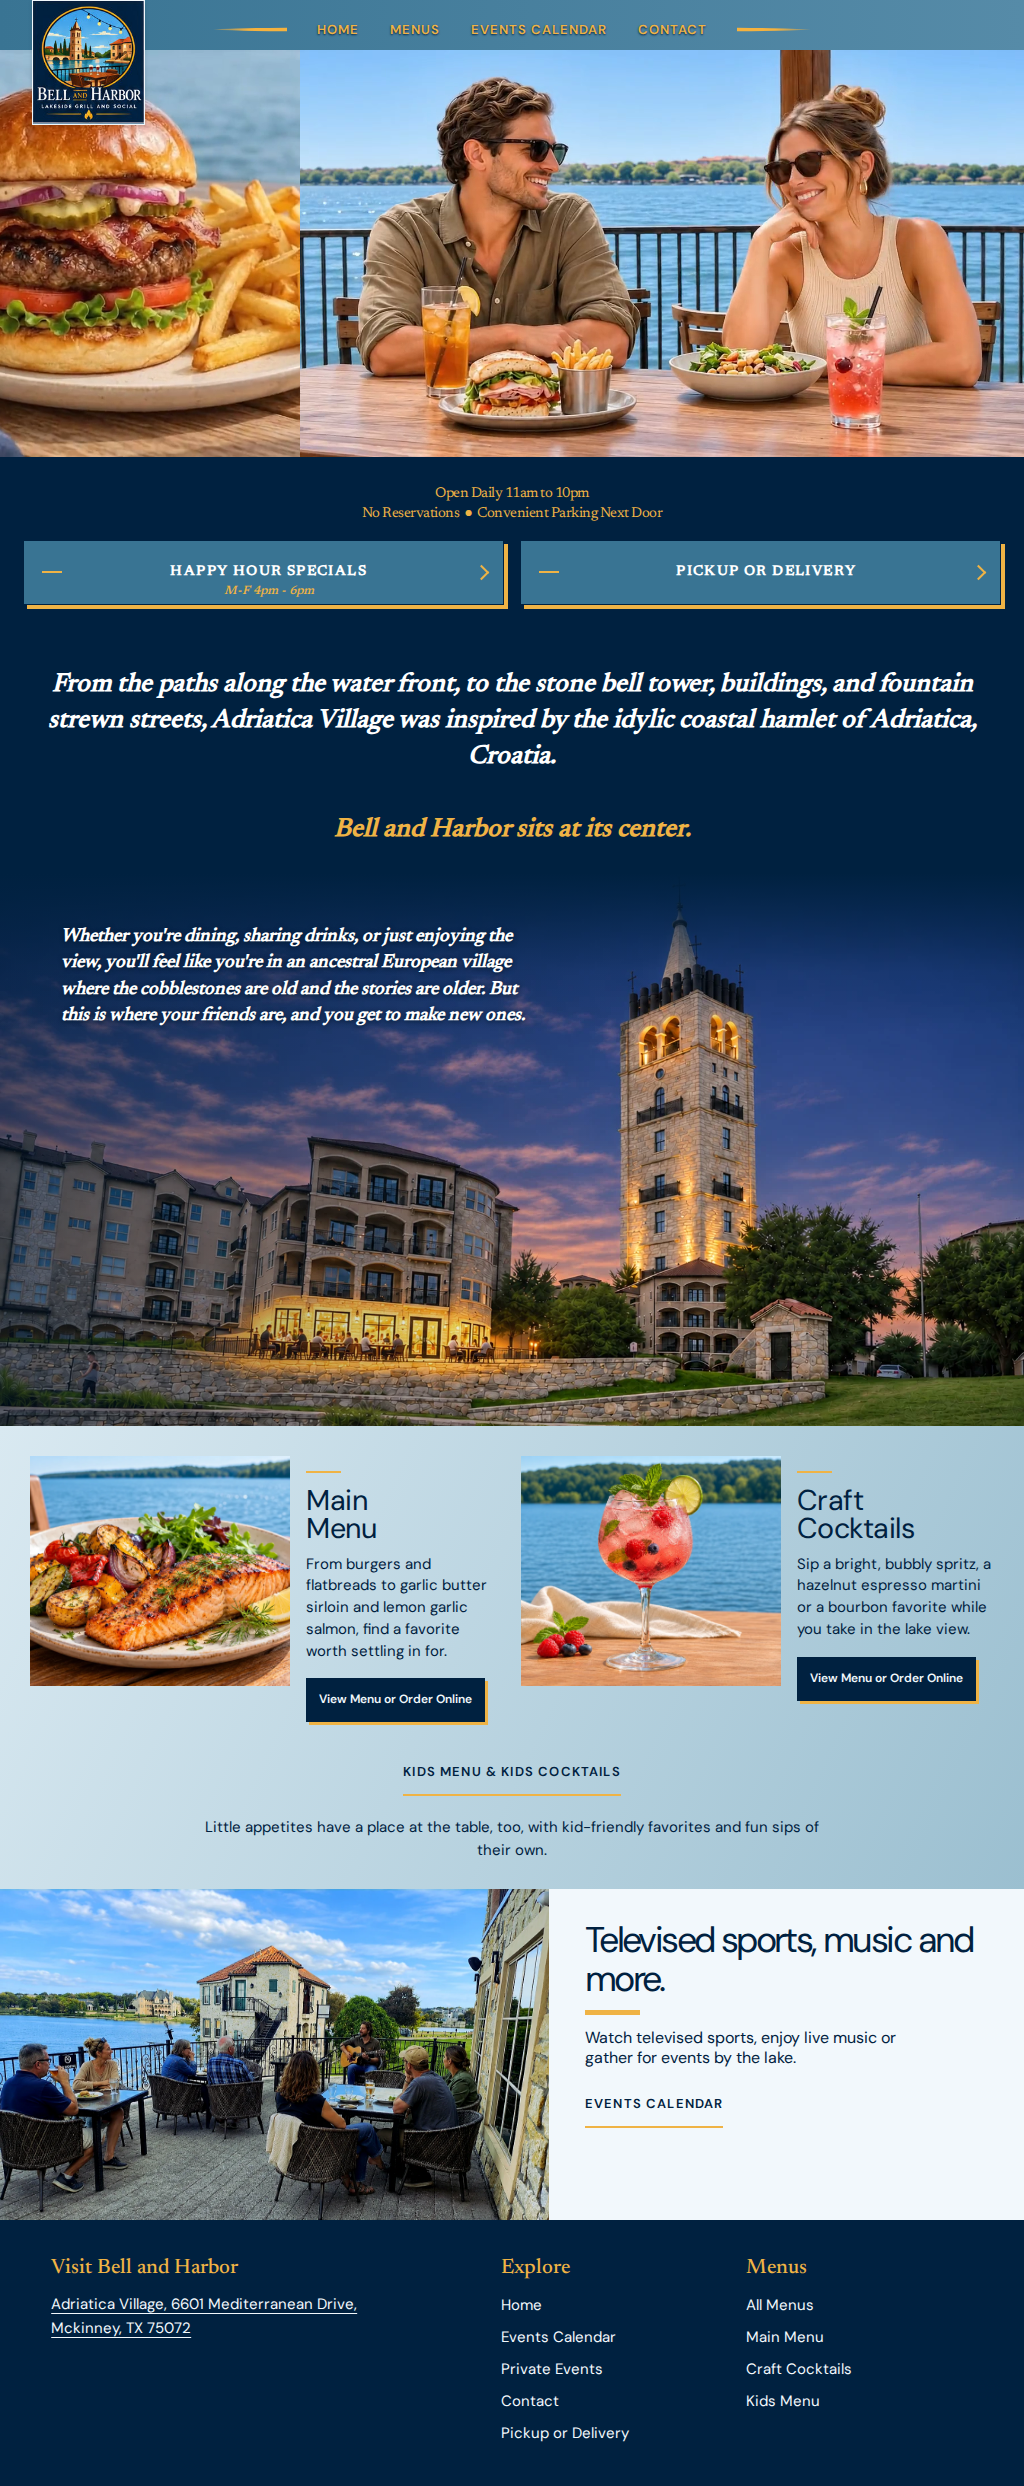 BELL AND HARBOR
LAKESIDE GRILL AND SOCIAL
HOME MENUS EVENTS CALENDAR CONTACT
Open Daily 11am to 10pm
No Reservations ● Convenient Parking Next Door
HAPPY HOUR SPECIALS
M-F 4pm - 6pm
PICKUP OR DELIVERY
From the paths along the water front, to the stone bell tower, buildings, and fountain
strewn streets, Adriatica Village was inspired by the idylic coastal hamlet of Adriatica,
Croatia.
Bell and Harbor sits at its center.
Whether you're dining, sharing drinks, or just enjoying the
view, you'll feel like you're in an ancestral European village
where the cobblestones are old and the stories are older. But
this is where your friends are, and you get to make new ones.
Main
Menu
From burgers and
flatbreads to garlic butter
sirloin and lemon garlic
salmon, find a favorite
worth settling in for.
View Menu or Order Online
Craft
Cocktails
Sip a bright, bubbly spritz, a
hazelnut espresso martini
or a bourbon favorite while
you take in the lake view.
View Menu or Order Online
KIDS MENU & KIDS COCKTAILS
Little appetites have a place at the table, too, with kid-friendly favorites and fun sips of
their own.
Televised sports, music and
more.
Watch televised sports, enjoy live music or
gather for events by the lake.
EVENTS CALENDAR
Visit Bell and Harbor
Adriatica Village, 6601 Mediterranean Drive,
Mckinney, TX 75072
Explore
Home
Events Calendar
Private Events
Contact
Pickup or Delivery
Menus
All Menus
Main Menu
Craft Cocktails
Kids Menu